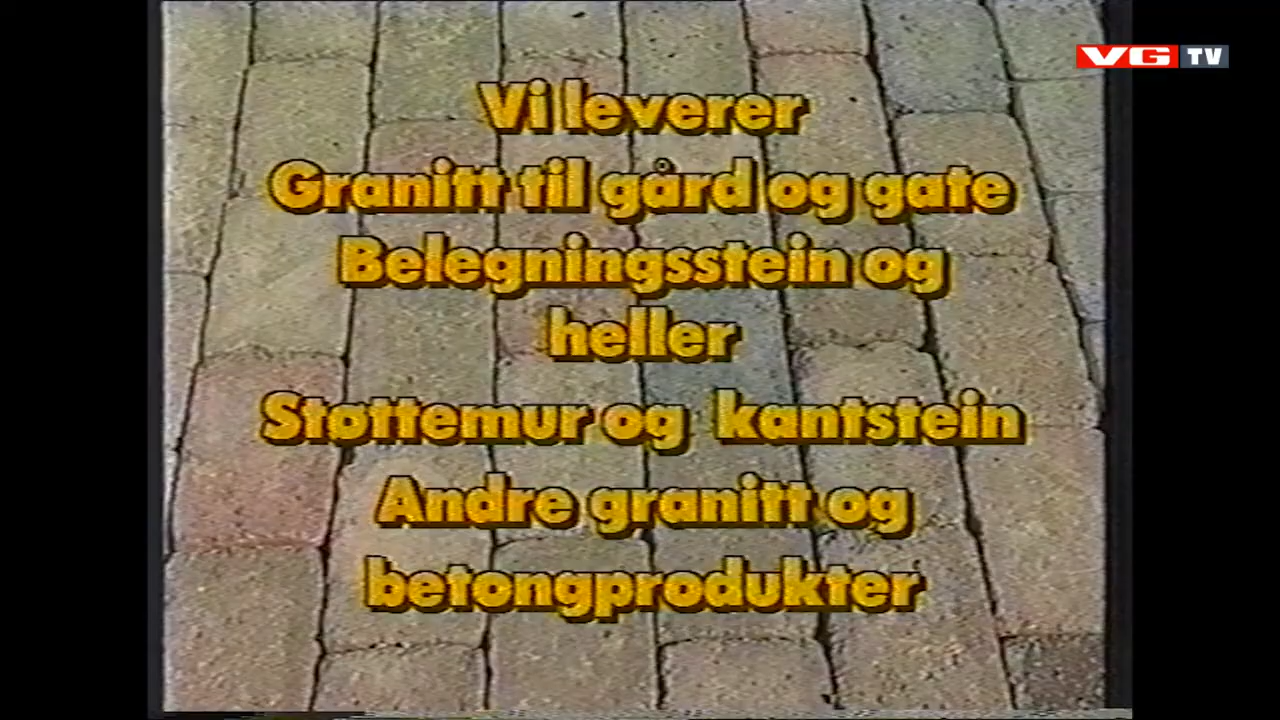 VG TV
Vi leverer
Granitt til gård og gate
Belegningsstein og
heller
Støttemur og kantstein
Andre granitt og
betongprodukter